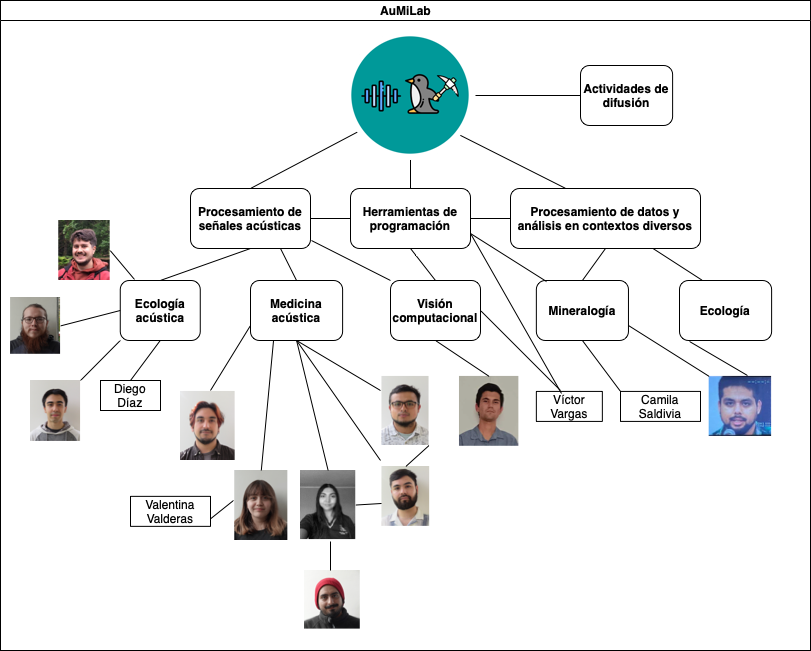 AuMiLab
Actividades de
difusión
Procesamiento de
señales acústicas
Herramientas de
programación
Procesamiento de datos y
análisis en contextos diversos
Ecología
acústica
Medicina
acústica
Visión
computacional
Mineralogía
Ecología
Diego
Díaz
Víctor
Vargas
Camila
Saldivia
Valentina
Valderas